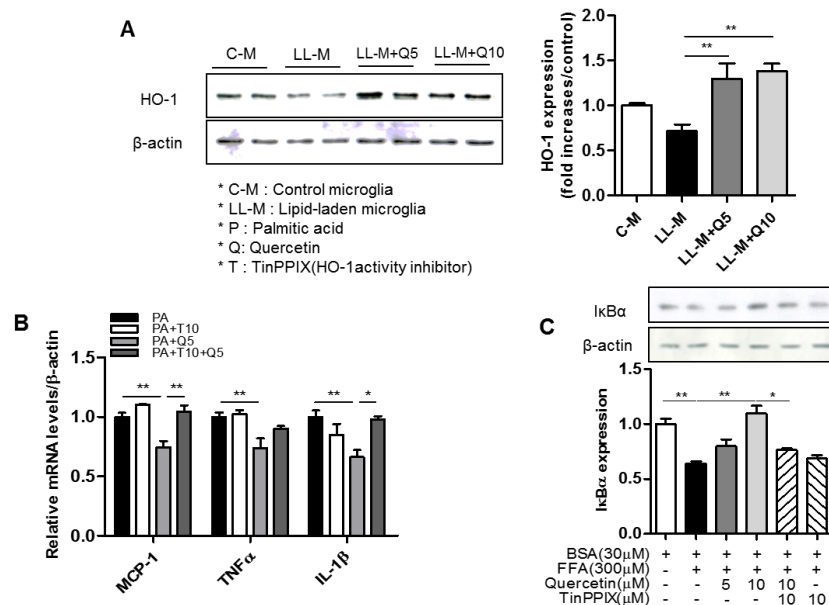 A
C-M LL-M LL-M+Q5 LL-M+Q10
HO-1
β-actin
* C-M : Control microglia
* LL-M : Lipid-laden microglia
* P : Palmitic acid
* Q: Quercetin
* T : TinPPIX(HO-1activity inhibitor)
HO-1 expression
(fold increases/control)
2.0
1.5
1.0
0.5
0.0
**
**
C-M
LL-M
LL-M+Q5
LL-M+Q10
B
PA
PA+T10
PA+Q5
PA+T10+Q5
Relative mRNA levels/β-actin
1.5
1.0
0.5
0.0
** **
**
** *
MCP-1
TNFα
IL-1β
C
IκBα
β-actin
IκBα expression
1.5
1.0
0.5
0.0
** ** *
BSA(30μM) + + + + + +
FFA(300μM) - + + + + +
Quercetin(μM) - - 5 10 10 -
TinPPIX(μM) - - - - 10 10